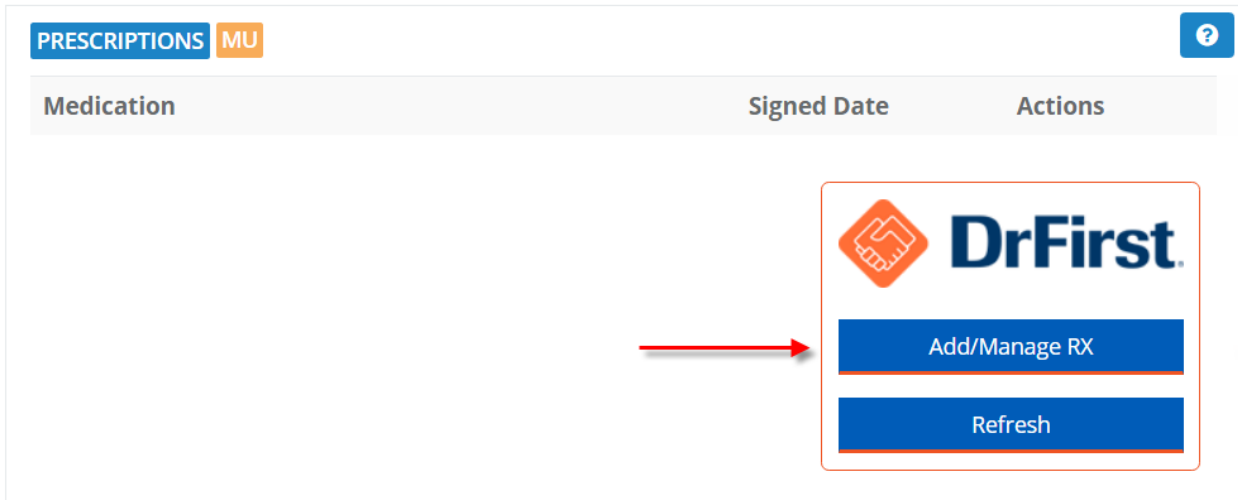 PRESCRIPTIONS MU
Medication Signed Date Actions
DrFirst.
Add/Manage RX
Refresh